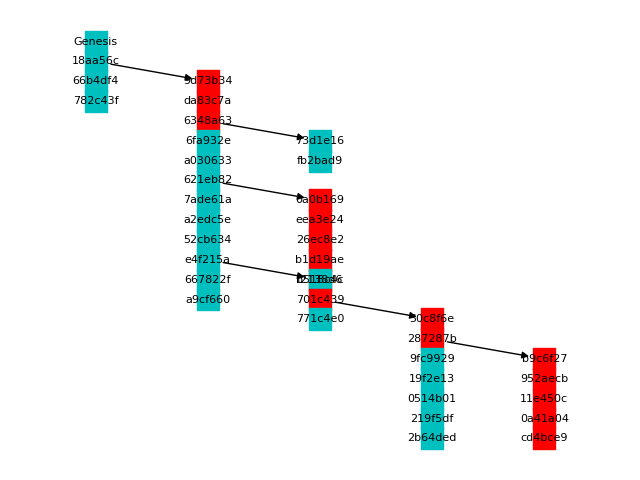 Genesis
18aa56c
66b4df4
782c43f
9d73b34
da83c7a
6348a63
6fa932e
a030633
621eb82
7ade61a
a2edc5e
52cb634
e4f215a
667822f
a9cf660
73d1e16
fb2bad9
6a0b169
eea3e24
26ec8e2
b1d19ae
701c439
771c4e0
50c8f6e
287287b
9fc9929
19f2e13
0514b01
219f5df
2b64ded
b9c6f27
952aecb
11e450c
0a41a04
cd4bce9